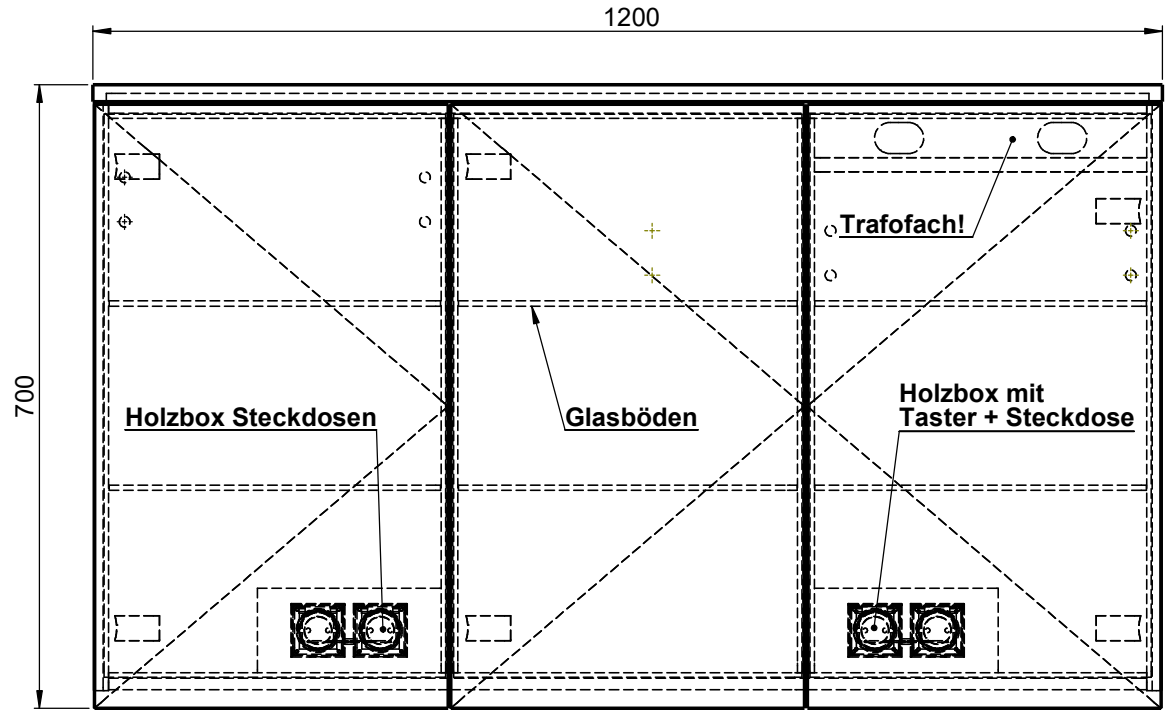 1200
700
Trafofach!
Holzbox Steckdosen
Glasböden
Holzbox mit
Taster + Steckdose